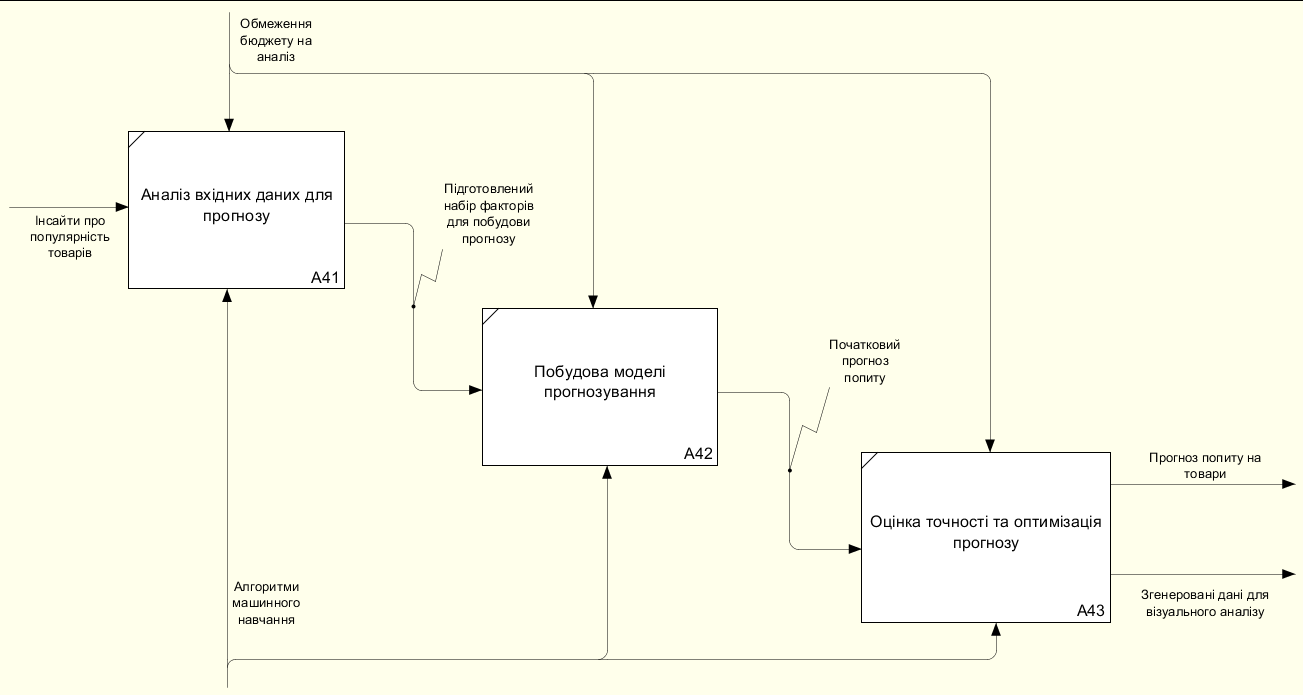 Обмеження
бюджету на
аналіз
Аналіз вхідних даних для
прогнозу
A41
Інсайти про
популярність
товарів
Підготовлений
набір факторів
для побудови
прогнозу
Побудова моделі
прогнозування
A42
Початковий
прогноз
попиту
Оцінка точності та оптимізація
прогнозу
A43
Прогноз попиту на
товари
Згенеровані дані для
візуального аналізу
Алгоритми
машинного
навчання